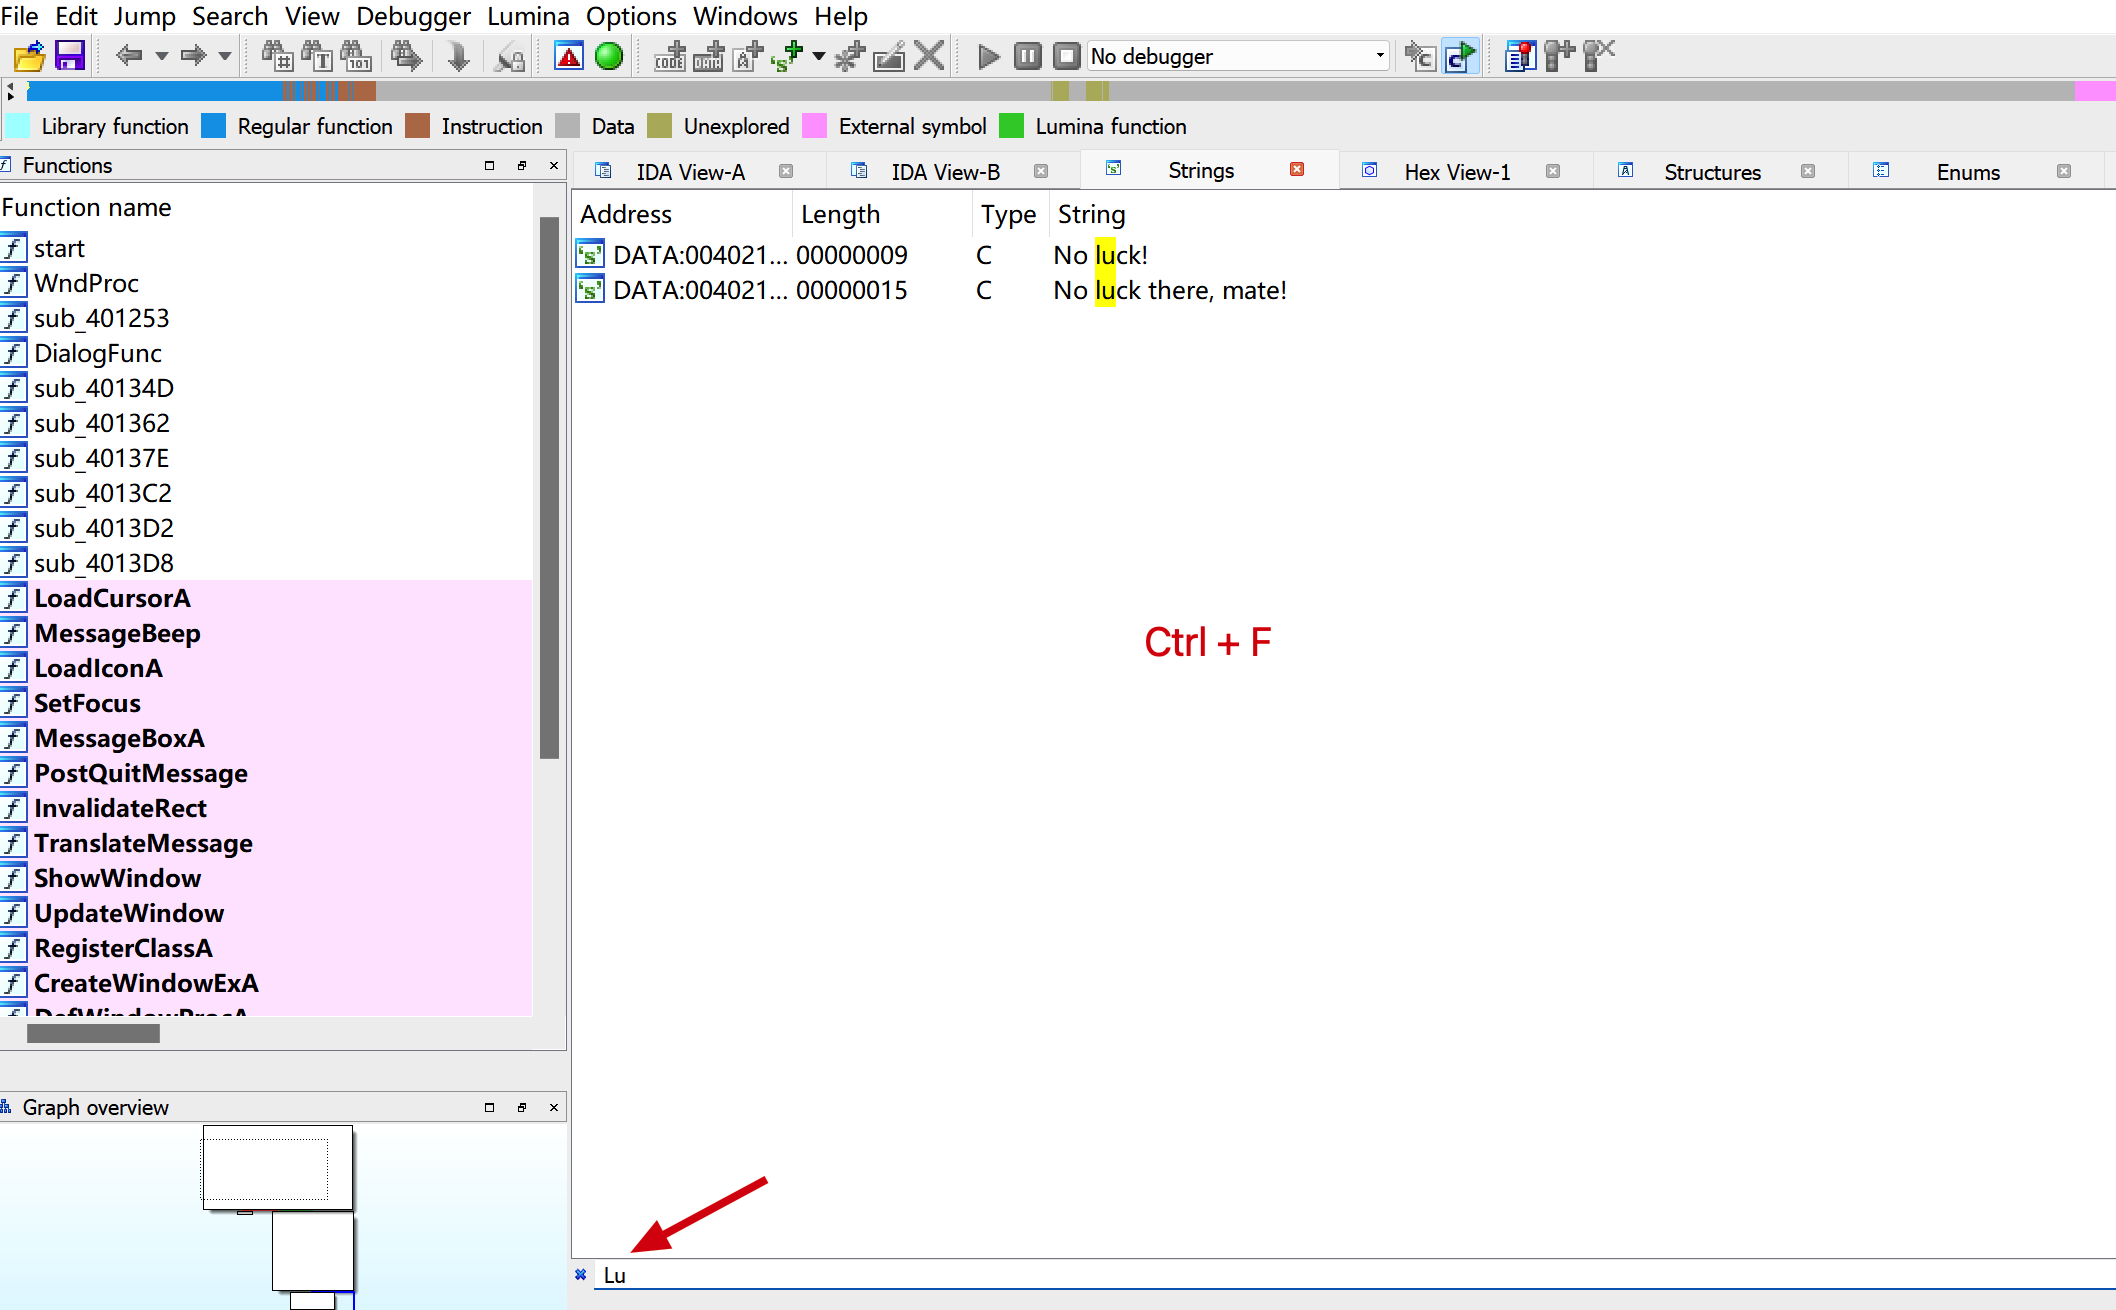 File Edit Jump Search View Debugger Lumina Options Windows Help
No debugger
Library function Regular function Instruction Data Unexplored External symbol Lumina function
Functions
IDA View-A IDA View-B Strings Hex View-1 Structures Enums
Function name
start
WndProc
sub_401253
DialogFunc
sub_40134D
sub_401362
sub_40137E
sub_4013C2
sub_4013D2
sub_4013D8
LoadCursorA
MessageBeep
LoadIconA
SetFocus
MessageBoxA
PostQuitMessage
InvalidateRect
TranslateMessage
ShowWindow
UpdateWindow
RegisterClassA
CreateWindowExA
DefWindowProcA
Address Length Type String
DATA:004021... 00000009 C No luck!
DATA:004021... 00000015 C No luck there, mate!
Ctrl + F
Graph overview
Lu